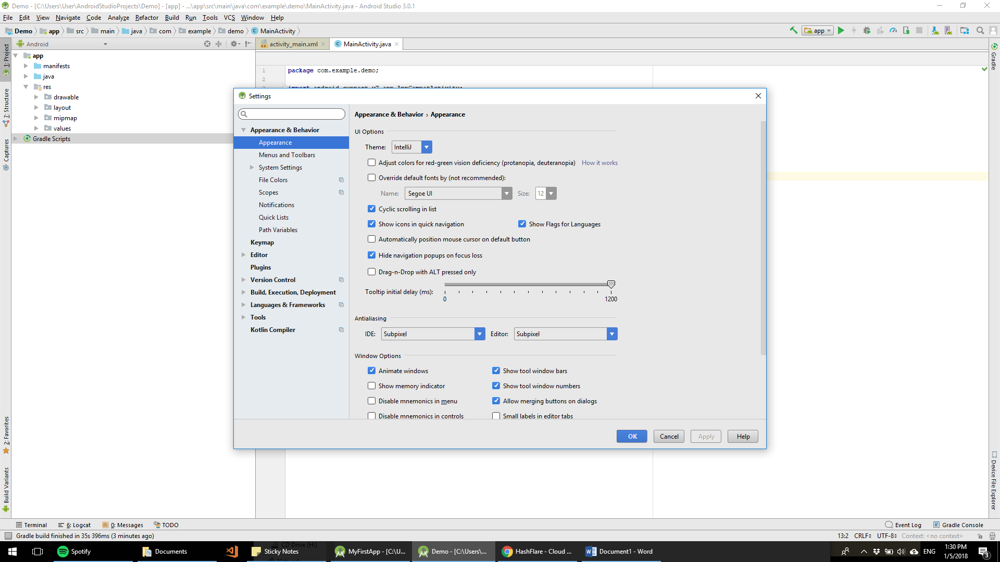 Demo - [C:\Users\User\AndroidStudioProjects\Demo] - [app] - ...\app\src\main\java\com\example\demo\MainActivity.java - Android Studio 3.0.1
File Edit View Navigate Code Analyze Refactor Build Run Tools VCS Window Help
Demo app src main java com example demo MainActivity
app
Android
activity_main.xml
MainActivity.java
1: Project
7: Structure
Captures
2: Favorites
Build Variants
app
manifests
java
res
drawable
layout
mipmap
values
Gradle Scripts
1 package com.example.demo;
2
import android.support.v7.app.AppCompatActivity;
Gradle
Device File Explorer
Settings
Appearance & Behavior
Appearance
Menus and Toolbars
System Settings
File Colors
Scopes
Notifications
Quick Lists
Path Variables
Keymap
Editor
Plugins
Version Control
Build, Execution, Deployment
Languages & Frameworks
Tools
Kotlin Compiler
Appearance & Behavior › Appearance
UI Options
Theme: IntelliJ
Adjust colors for red-green vision deficiency (protanopia, deuteranopia) How it works
Override default fonts by (not recommended):
Name: Segoe UI Size: 12
Cyclic scrolling in list
Show icons in quick navigation Show Flags for Languages
Automatically position mouse cursor on default button
Hide navigation popups on focus loss
Drag-n-Drop with ALT pressed only
Tooltip initial delay (ms):
0 1200
Antialiasing
IDE: Subpixel Editor: Subpixel
Window Options
Animate windows Show tool window bars
Show memory indicator Show tool window numbers
Disable mnemonics in menu Allow merging buttons on dialogs
Disable mnemonics in controls Small labels in editor tabs
OK Cancel Apply Help
Terminal 6: Logcat 0: Messages TODO Event Log Gradle Console
Gradle build finished in 35s 396ms (3 minutes ago) 13:2 CRLF UTF-8 Context: <no context>
CD Drive (H:)
Spotify Documents Sticky Notes MyFirstApp - [C:\U... Demo - [C:\Users\... HashFlare - Cloud ... Document1 - Word ENG 1:30 PM
1/5/2018 3